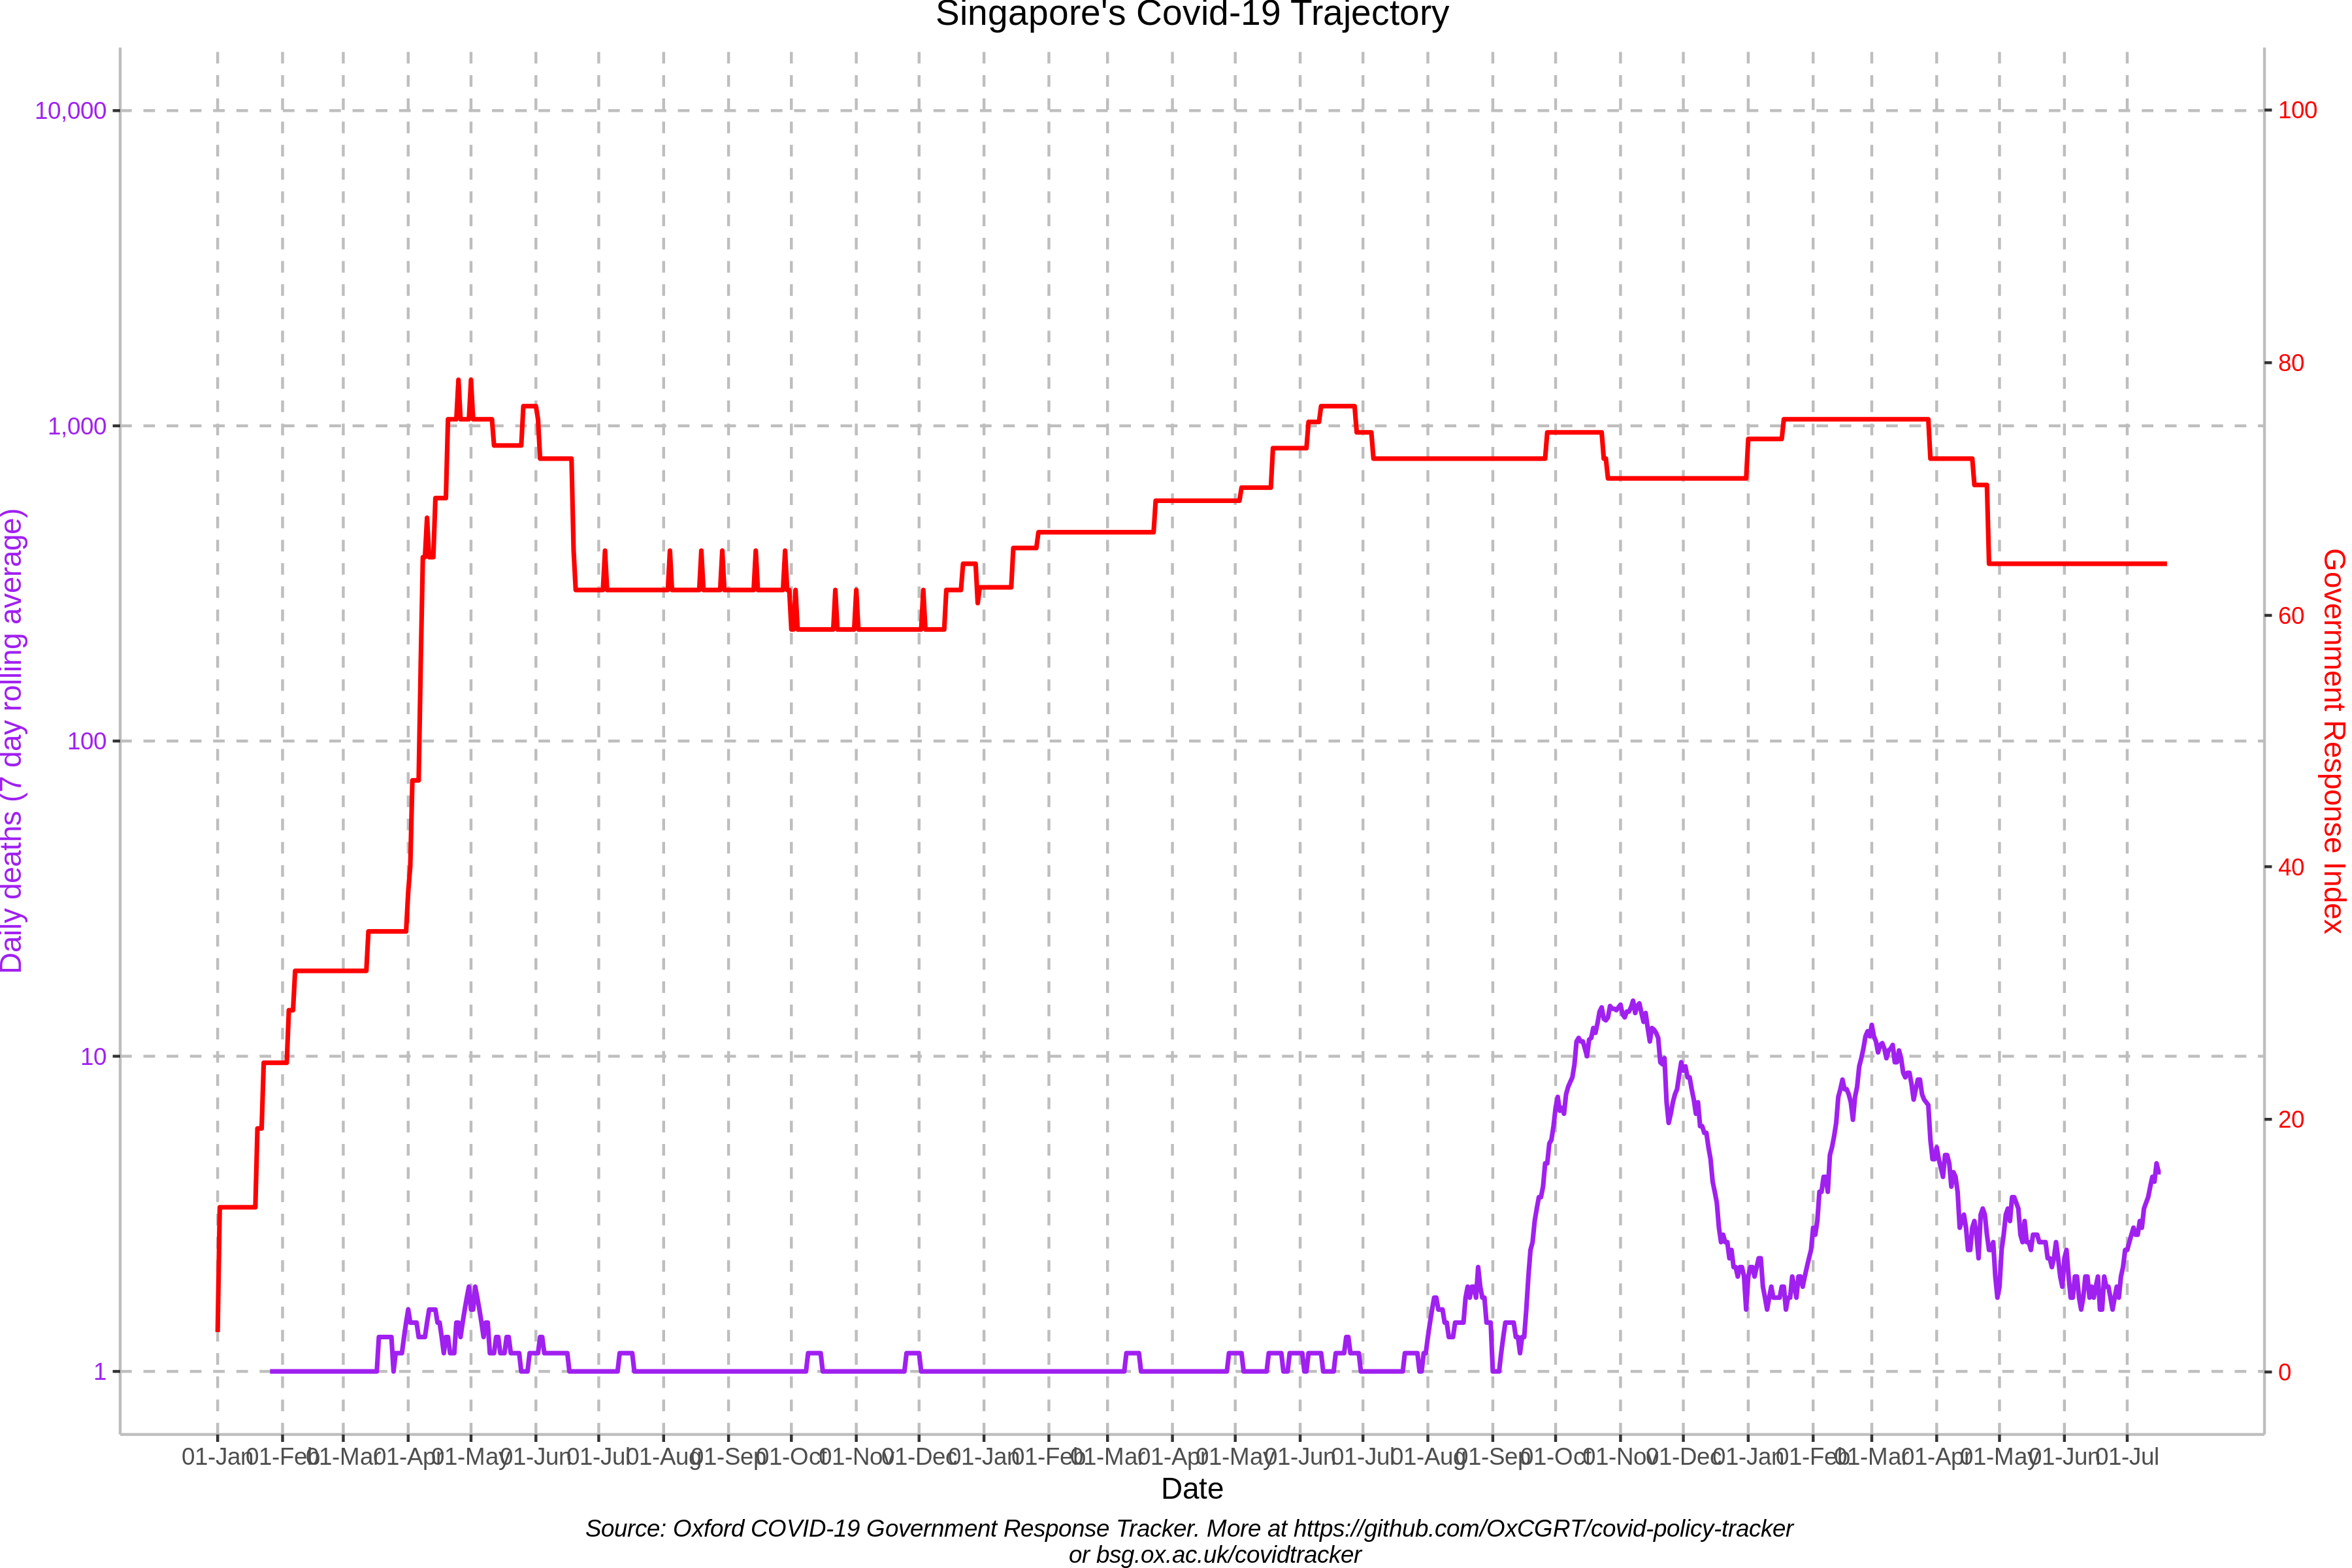 Singapore's Covid-19 Trajectory
10,000
1,000
100
10
1
Daily deaths (7 day rolling average)
100
80
60
40
20
0
Government Response Index
01-Jan 01-Feb 01-Mar 01-Apr 01-May 01-Jun 01-Jul 01-Aug 01-Sep 01-Oct 01-Nov 01-Dec 01-Jan 01-Feb 01-Mar 01-Apr 01-May 01-Jun 01-Jul 01-Aug 01-Sep 01-Oct 01-Nov 01-Dec 01-Jan 01-Feb 01-Mar 01-Apr 01-May 01-Jun 01-Jul
Date
Source: Oxford COVID-19 Government Response Tracker. More at https://github.com/OxCGRT/covid-policy-tracker
or bsg.ox.ac.uk/covidtracker